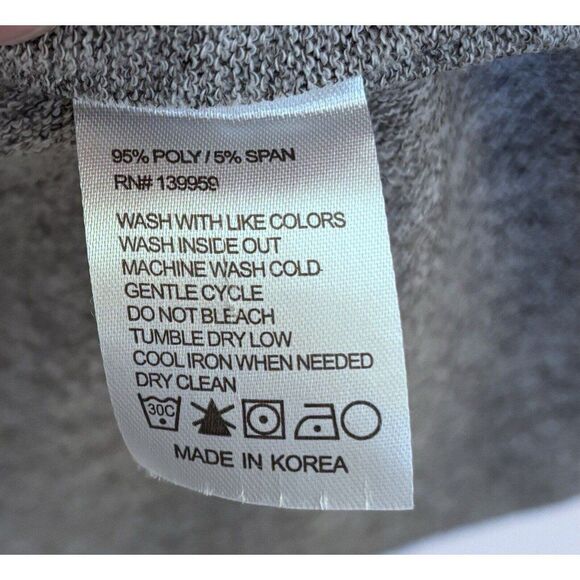 95% POLY / 5% SPAN
RN# 139959
WASH WITH LIKE COLORS
WASH INSIDE OUT
MACHINE WASH COLD
GENTLE CYCLE
DO NOT BLEACH
TUMBLE DRY LOW
COOL IRON WHEN NEEDED
DRY CLEAN
30C
MADE IN KOREA